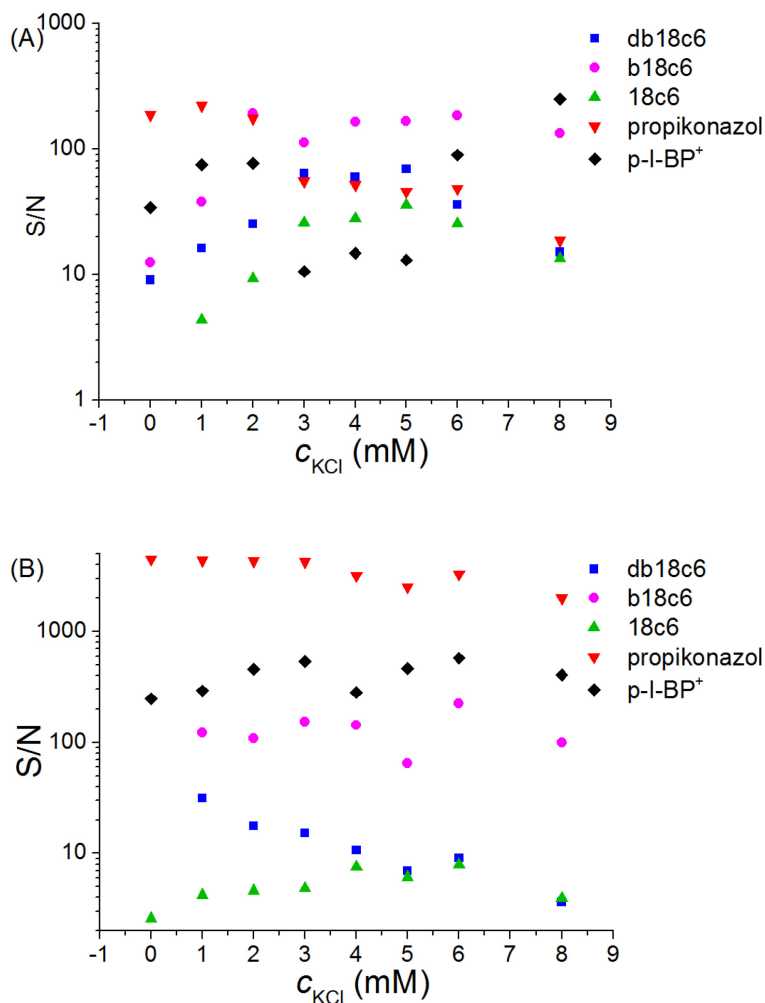 (A)
1000
100
10
1
S/N
-1 0 1 2 3 4 5 6 7 8 9
cKCl (mM)
db18c6
b18c6
18c6
propikonazol
p-I-BP+
(B)
1000
100
10
S/N
-1 0 1 2 3 4 5 6 7 8 9
cKCl (mM)
db18c6
b18c6
18c6
propikonazol
p-I-BP+